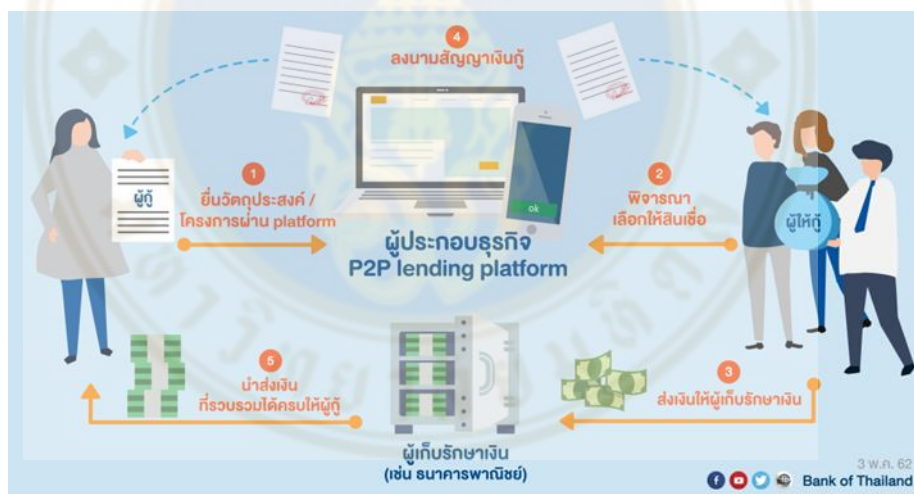 4
ลงนามสัญญาเงินกู้
1
ยื่นวัตถุประสงค์ /
โครงการผ่าน platform
ผู้กู้
ok
2
พิจารณา
เลือกให้สินเชื่อ
ผู้ให้กู้
ผู้ประกอบธุรกิจ
P2P lending platform
5
นำส่งเงิน
ที่รวบรวมได้ครบให้ผู้กู้
3
ส่งเงินให้ผู้เก็บรักษาเงิน
ผู้เก็บรักษาเงิน
(เช่น ธนาคารพาณิชย์)
3 พ.ค. 62
Bank of Thailand